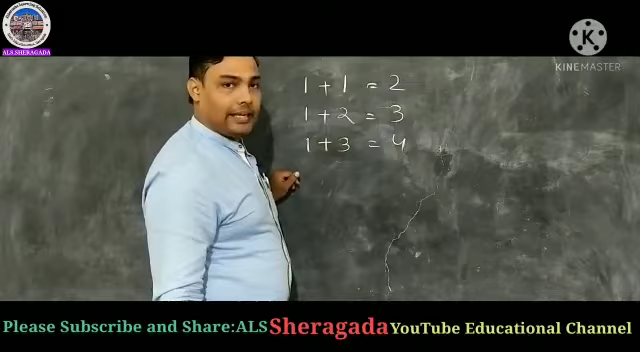 ALS.SHERAGADA
KINEMASTER
1 + 1 = 2
1 + 2 = 3
1 + 3 = 4
Please Subscribe and Share:ALS Sheragada YouTube Educational Channel